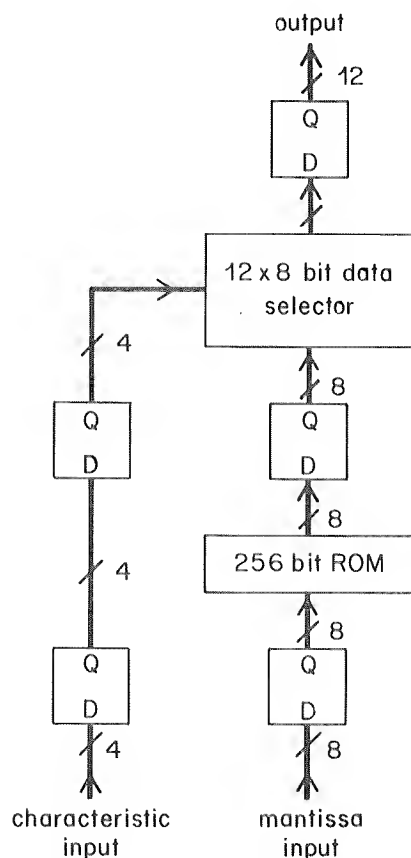 output
12
Q
D
12 x 8 bit data
selector
4
8
Q
Q
D
D
8
4
256 bit ROM
8
Q
Q
D
D
4
8
characteristic
input
mantissa
input